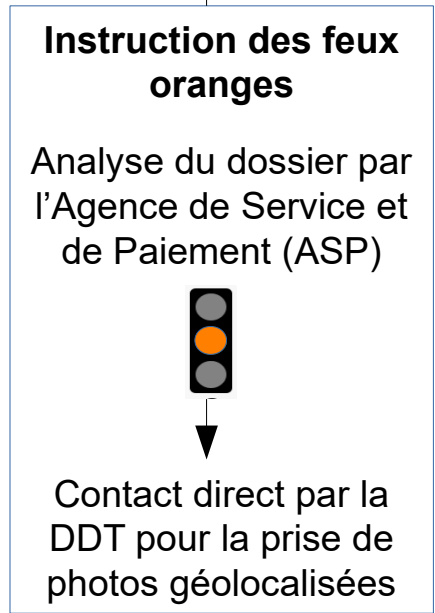 Instruction des feux
oranges
Analyse du dossier par
l’Agence de Service et
de Paiement (ASP)
Contact direct par la
DDT pour la prise de
photos géolocalisées